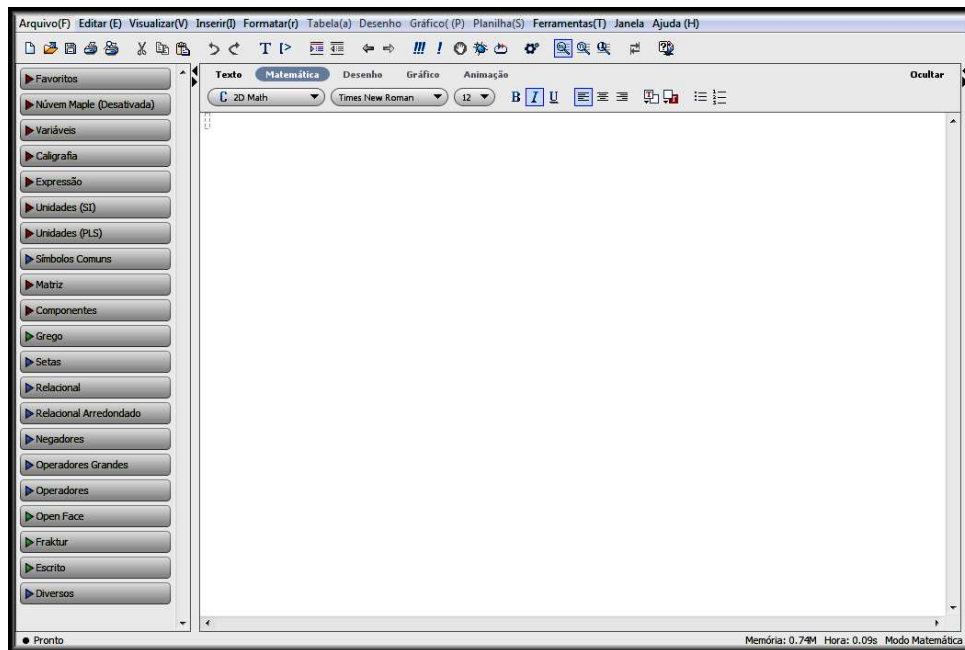 Arquivo(F) Editar (E) Visualizar(V) Inserir(I) Formatar(r) Tabela(a) Desenho Gráfico( (P) Planilha(S) Ferramentas(T) Janela Ajuda (H)
Texto Matemática Desenho Gráfico Animação Ocultar
C 2D Math Times New Roman 12 B I U
Favoritos
Núvem Maple (Desativada)
Variáveis
Caligrafia
Expressão
Unidades (SI)
Unidades (PLS)
Símbolos Comuns
Matriz
Componentes
Grego
Setas
Relacional
Relacional Arredondado
Negadores
Operadores Grandes
Operadores
Open Face
Fraktur
Escrito
Diversos
Pronto Memória: 0.74M Hora: 0.09s Modo Matemática